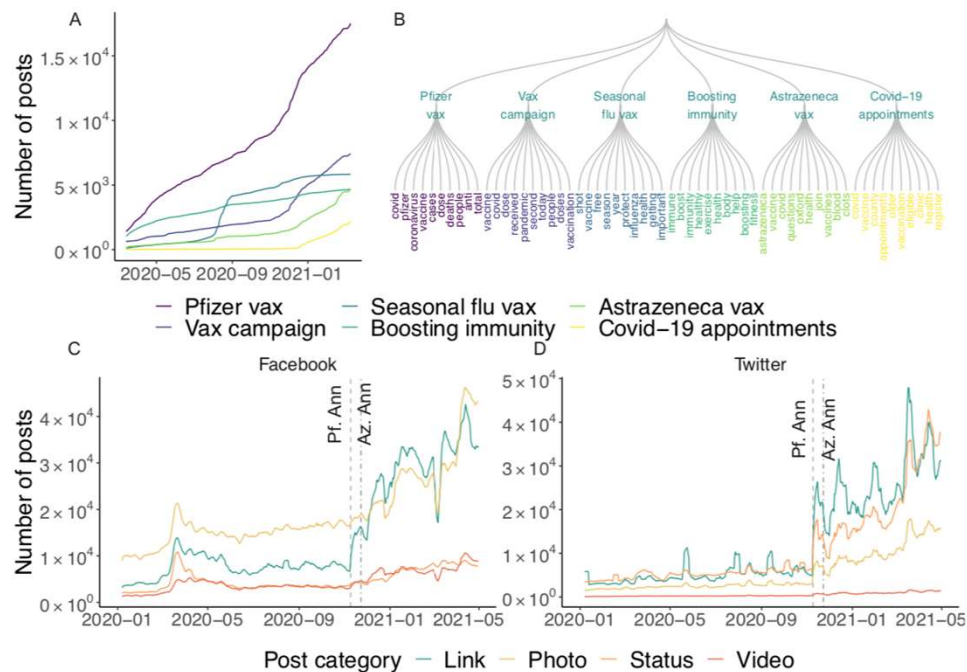 A
Number of posts
1.5×10⁴
1×10⁴
5×10³
0×10⁰
2020−05 2020−09 2021−01
B
Pfizer vax
Vax campaign
Seasonal flu vax
Boosting immunity
Astrazeneca vax
Covid−19 appointments
covid
pfizer
coronavirus
vaccine
cases
dose
deaths
people
anti
total
vaccine
covid
dose
received
pandemic
second
today
people
doses
vaccination
shot
vaccine
free
season
year
protect
influenza
health
getting
important
immune
boost
immunity
healthy
exercise
health
body
help
boosting
fitness
astrazeneca
vaccine
covid
questions
oxford
health
join
vaccines
blood
clots
covid
vaccine
county
vaccination
eligible
clinic
health
register
Pfizer vax Seasonal flu vax Astrazeneca vax
Vax campaign Boosting immunity Covid−19 appointments
C
Facebook
Number of posts
4×10⁴
3×10⁴
2×10⁴
1×10⁴
0×10⁰
Pf. Ann
Az. Ann
2020−01 2020−05 2020−09 2021−01 2021−05
D
Twitter
5×10⁴
4×10⁴
3×10⁴
2×10⁴
1×10⁴
0×10⁰
Pf. Ann
Az. Ann
2020−01 2020−05 2020−09 2021−01 2021−05
Post category Link Photo Status Video